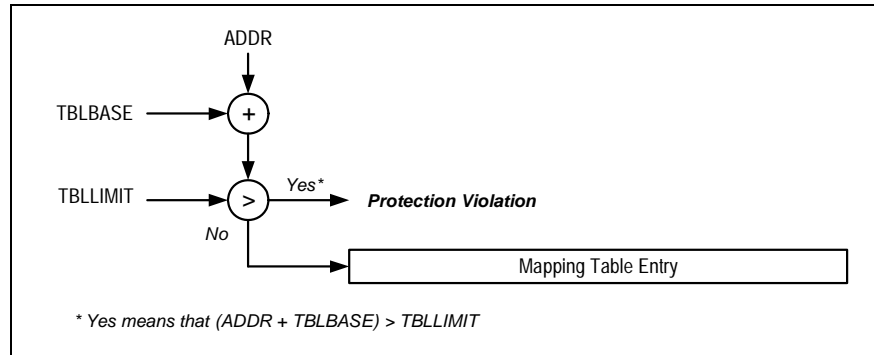 ADDR
TBLBASE
+
TBLLIMIT
>
Yes*
Protection Violation
No
Mapping Table Entry
* Yes means that (ADDR + TBLBASE) > TBLLIMIT